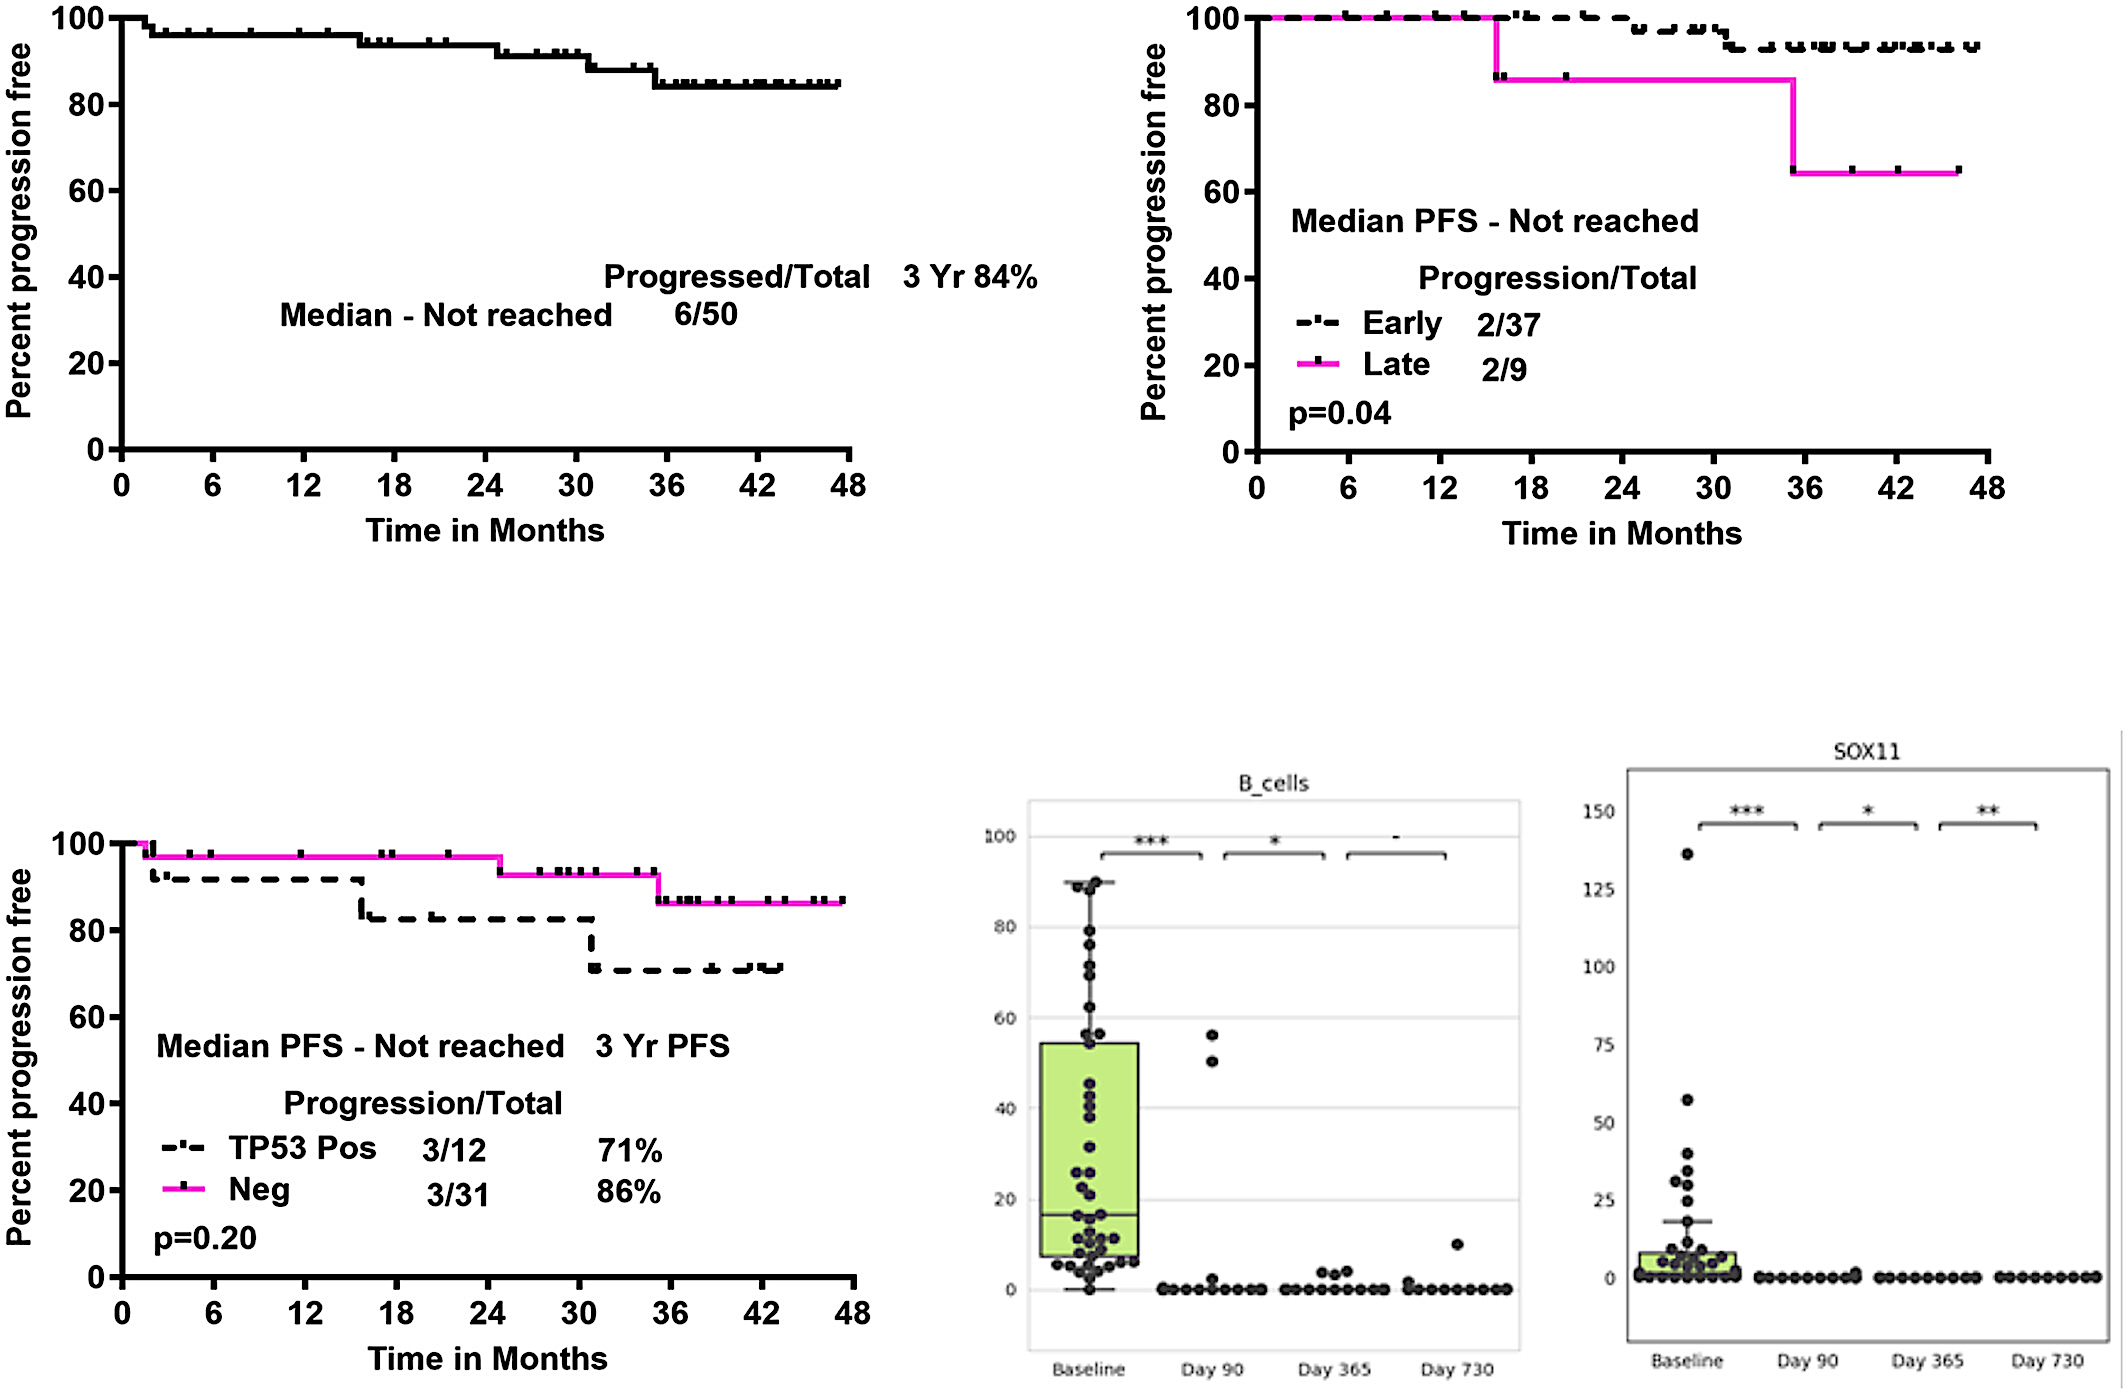 Percent progression free
100
80
60
40
20
0
Progressed/Total 3 Yr 84%
Median - Not reached 6/50
0 6 12 18 24 30 36 42 48
Time in Months
Percent progression free
100
80
60
40
20
0
Median PFS - Not reached
Progression/Total
Early 2/37
Late 2/9
p=0.04
0 6 12 18 24 30 36 42 48
Time in Months
Percent progression free
100
80
60
40
20
0
Median PFS - Not reached 3 Yr PFS
Progression/Total
TP53 Pos 3/12 71%
Neg 3/31 86%
p=0.20
0 6 12 18 24 30 36 42 48
Time in Months
B_cells
100
80
60
40
20
0
*** * -
Baseline Day 90 Day 365 Day 730
SOX11
150
125
100
75
50
25
0
*** * **
Baseline Day 90 Day 365 Day 730